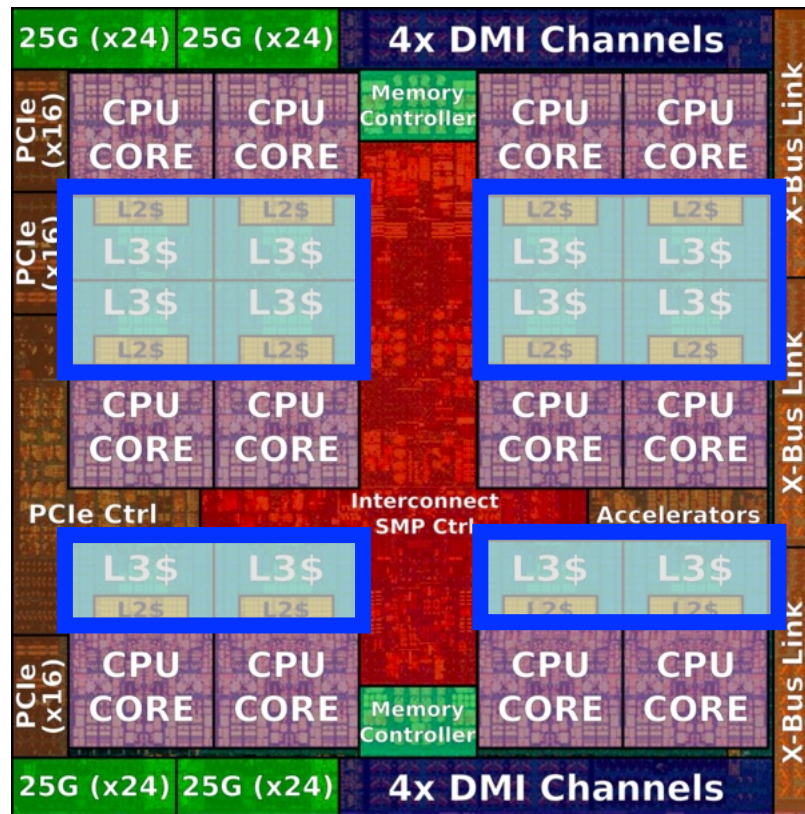 25G (x24) 25G (x24) 4x DMI Channels
X-Bus Link
PCIe
(x16)
CPU
CORE
CPU
CORE
Memory
Controller
CPU
CORE
CPU
CORE
PCIe
(x16)
L2$ L2$ L2$ L2$
L3$ L3$ L3$ L3$
L3$ L3$ L3$ L3$
L2$ L2$ L2$ L2$
X-Bus Link
CPU
CORE
CPU
CORE
CPU
CORE
CPU
CORE
PCIe Ctrl
Interconnect
SMP Ctrl
Accelerators
L3$ L3$ L3$ L3$
L2$ L2$ L2$ L2$
X-Bus Link
PCIe
(x16)
CPU
CORE
CPU
CORE
Memory
Controller
CPU
CORE
CPU
CORE
25G (x24) 25G (x24) 4x DMI Channels